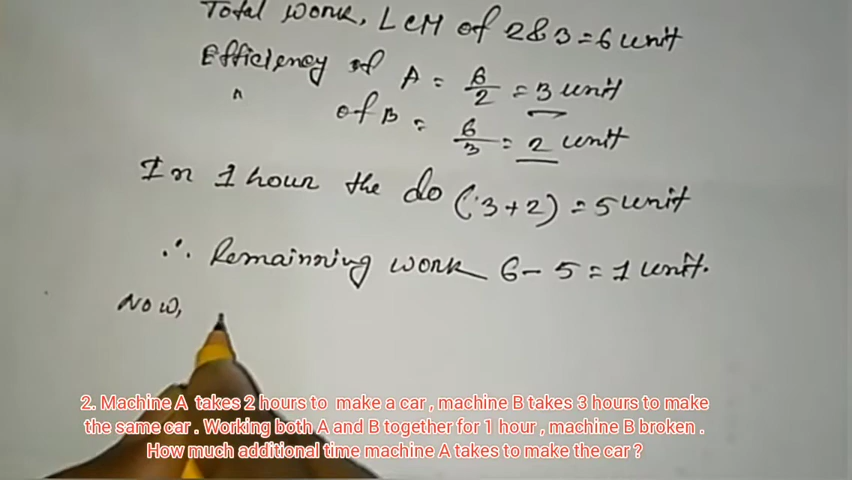 Total work, LCM of 2&3=6 unit
Efficiency of A = 6/2 = 3 unit
" of B = 6/3 = 2 unit
In 1 hour the do (3+2) = 5 unit
∴ Remainning work 6-5 = 1 unit.
Now,
2. Machine A takes 2 hours to make a car , machine B takes 3 hours to make
the same car . Working both A and B together for 1 hour , machine B broken .
How much additional time machine A takes to make the car ?